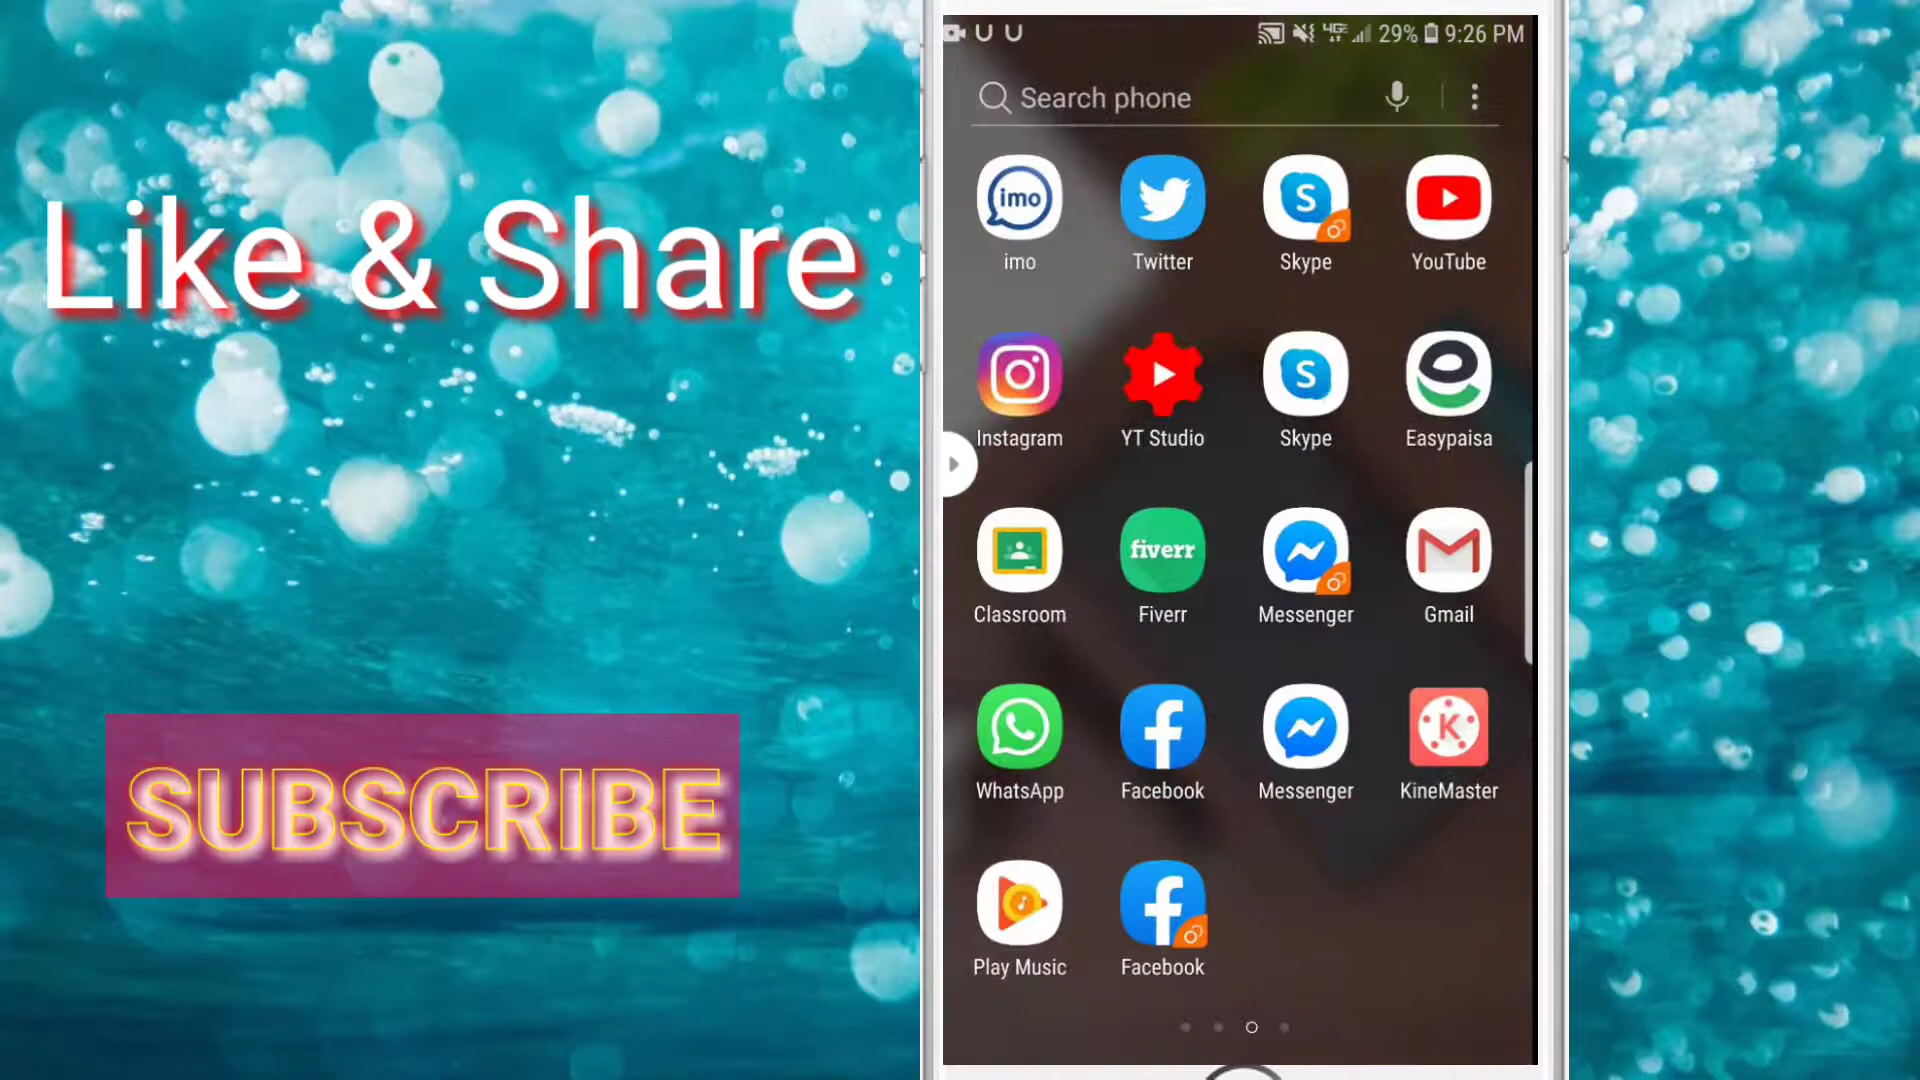 Like & Share
SUBSCRIBE
4GE 29% 9:26 PM
Search phone
imo
imo
Twitter
S
Skype
YouTube
Instagram
YT Studio
S
Skype
Easypaisa
Classroom
fiverr
Fiverr
Messenger
Gmail
WhatsApp
Facebook
Messenger
K
KineMaster
Play Music
Facebook